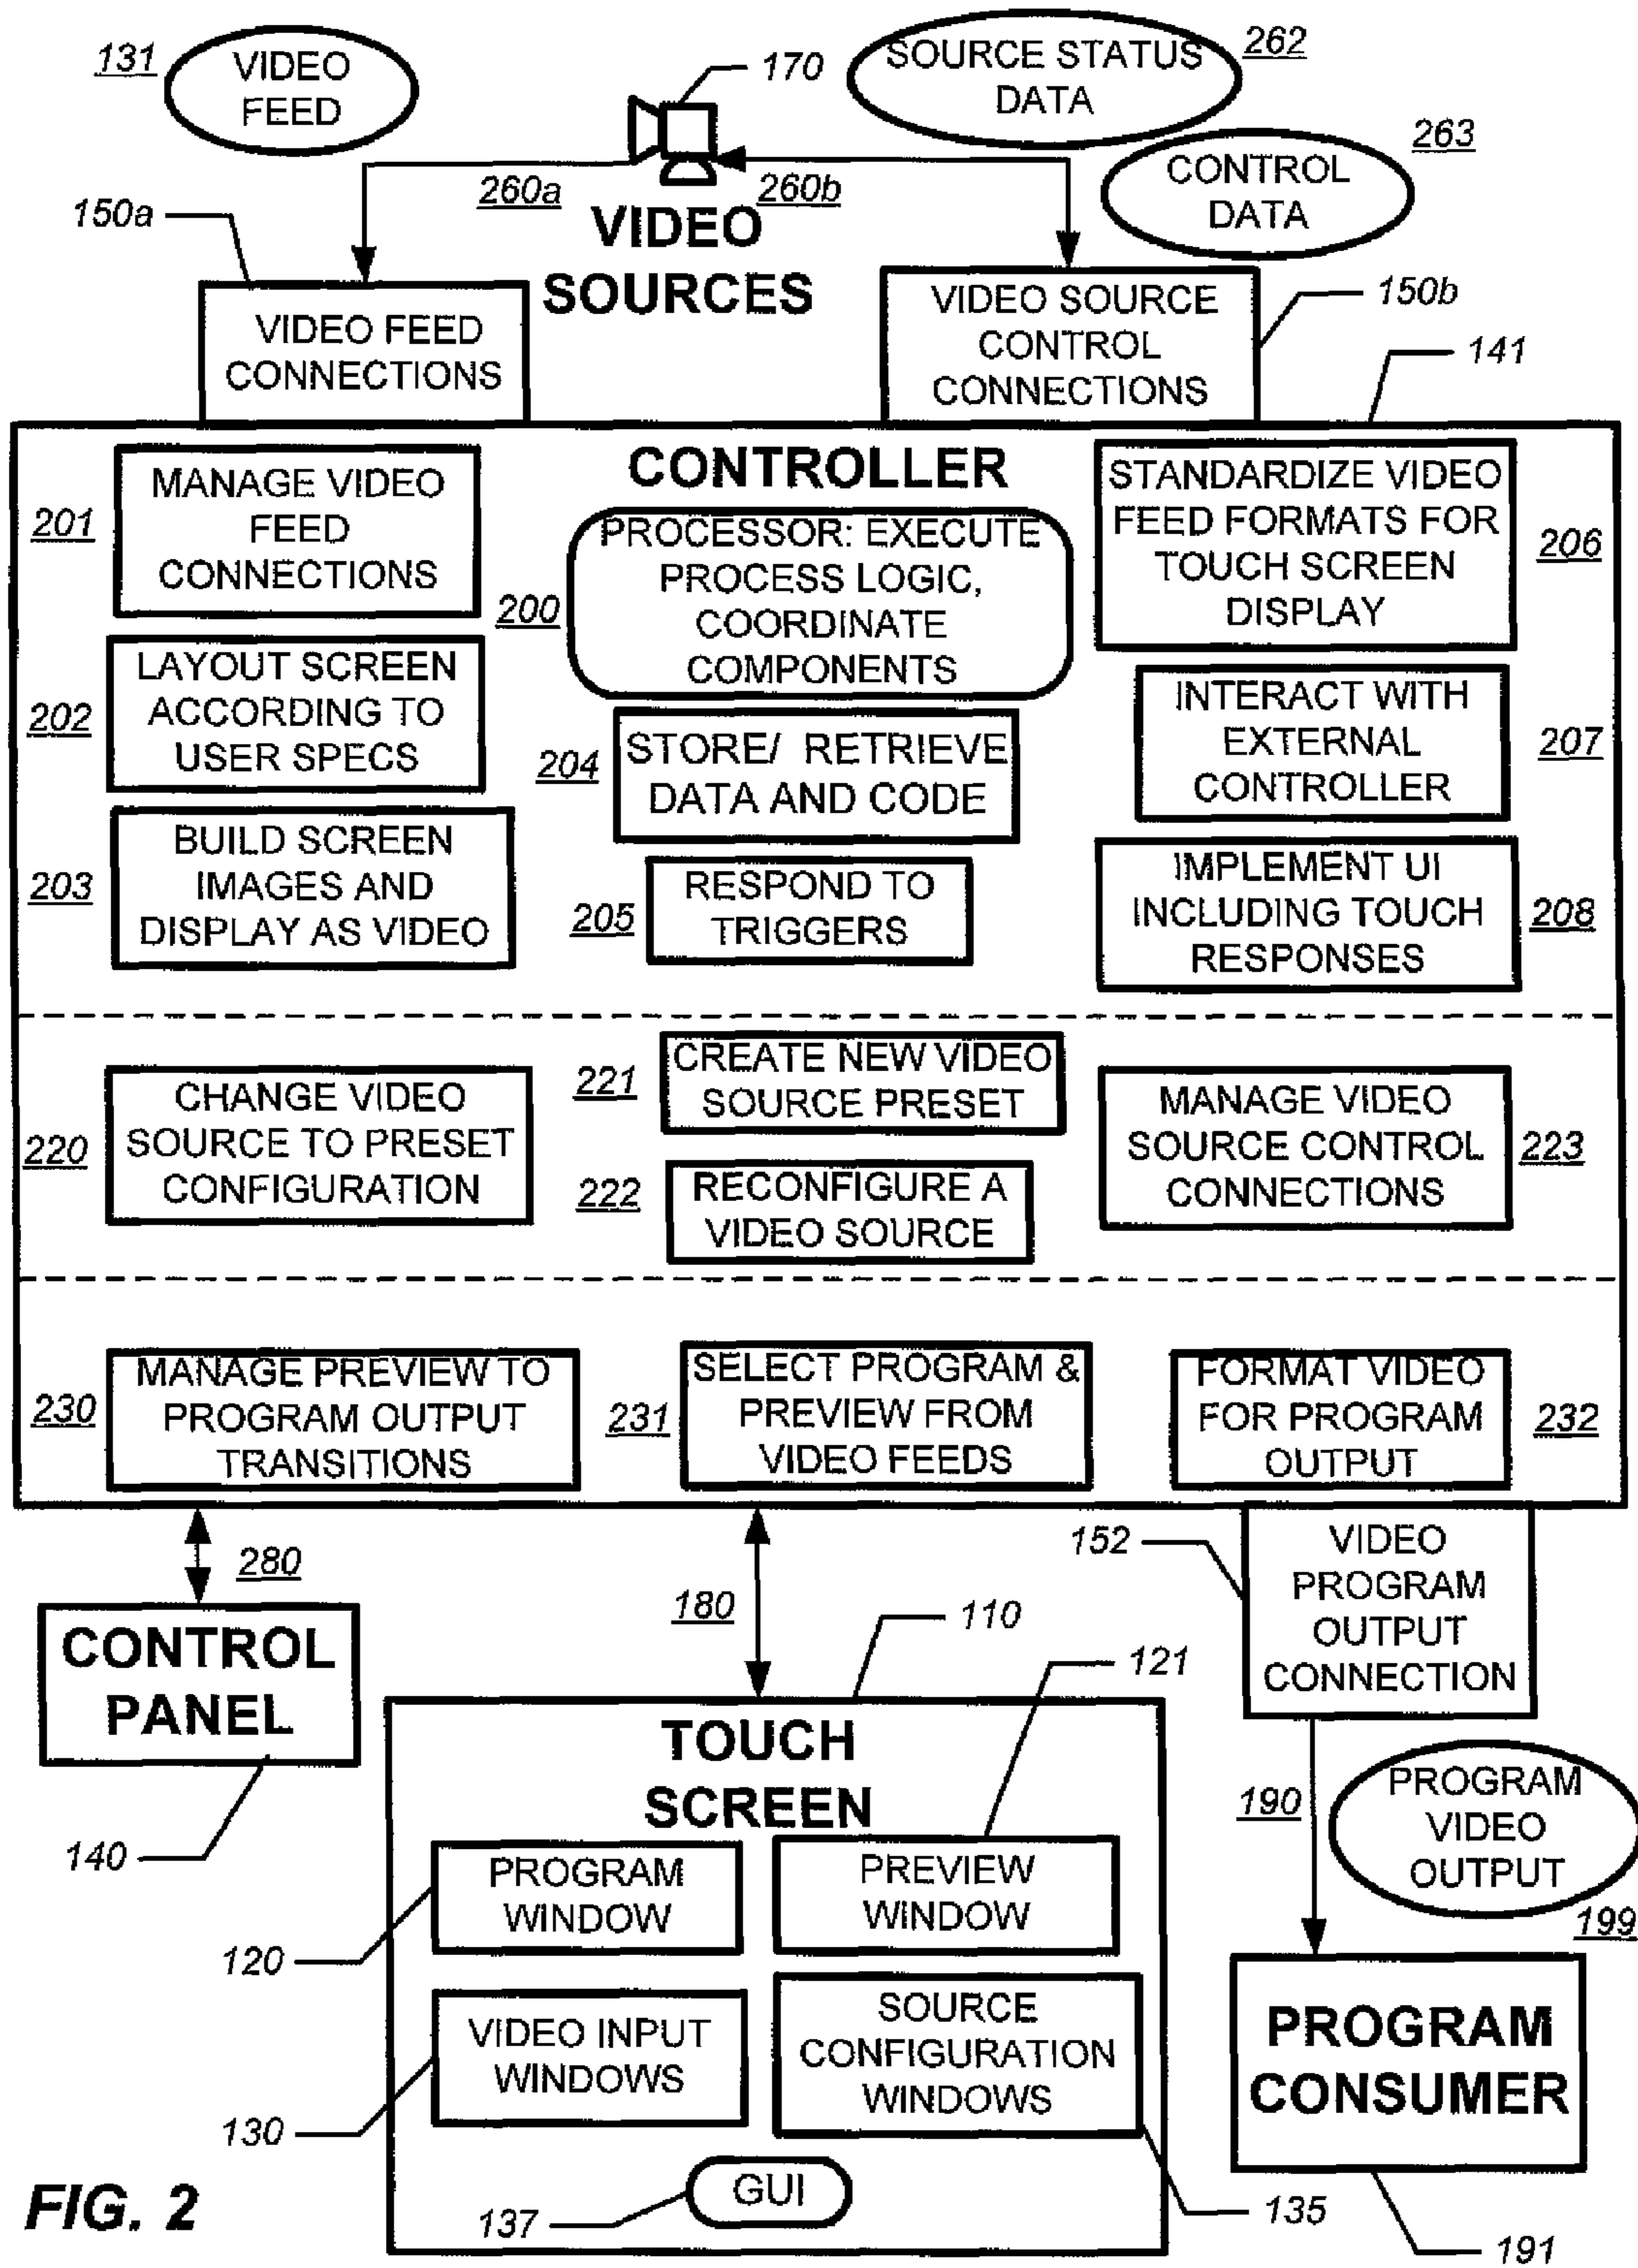 131
VIDEO
FEED
170
SOURCE STATUS
DATA
262
263
CONTROL
DATA
260a
260b
150a
VIDEO
SOURCES
VIDEO FEED
CONNECTIONS
VIDEO SOURCE
CONTROL
CONNECTIONS
150b
141
CONTROLLER
201
MANAGE VIDEO
FEED
CONNECTIONS
200
PROCESSOR: EXECUTE
PROCESS LOGIC,
COORDINATE
COMPONENTS
STANDARDIZE VIDEO
FEED FORMATS FOR
TOUCH SCREEN
DISPLAY
206
202
LAYOUT SCREEN
ACCORDING TO
USER SPECS
204
STORE/ RETRIEVE
DATA AND CODE
INTERACT WITH
EXTERNAL
CONTROLLER
207
203
BUILD SCREEN
IMAGES AND
DISPLAY AS VIDEO
205
RESPOND TO
TRIGGERS
IMPLEMENT UI
INCLUDING TOUCH
RESPONSES
208
220
CHANGE VIDEO
SOURCE TO PRESET
CONFIGURATION
221
CREATE NEW VIDEO
SOURCE PRESET
222
RECONFIGURE A
VIDEO SOURCE
MANAGE VIDEO
SOURCE CONTROL
CONNECTIONS
223
230
MANAGE PREVIEW TO
PROGRAM OUTPUT
TRANSITIONS
231
SELECT PROGRAM &
PREVIEW FROM
VIDEO FEEDS
FORMAT VIDEO
FOR PROGRAM
OUTPUT
232
280
CONTROL
PANEL
140
180
110
121
152
VIDEO
PROGRAM
OUTPUT
CONNECTION
TOUCH
SCREEN
PROGRAM
WINDOW
120
PREVIEW
WINDOW
VIDEO INPUT
WINDOWS
130
SOURCE
CONFIGURATION
WINDOWS
135
GUI
137
190
PROGRAM
VIDEO
OUTPUT
199
PROGRAM
CONSUMER
191
FIG. 2